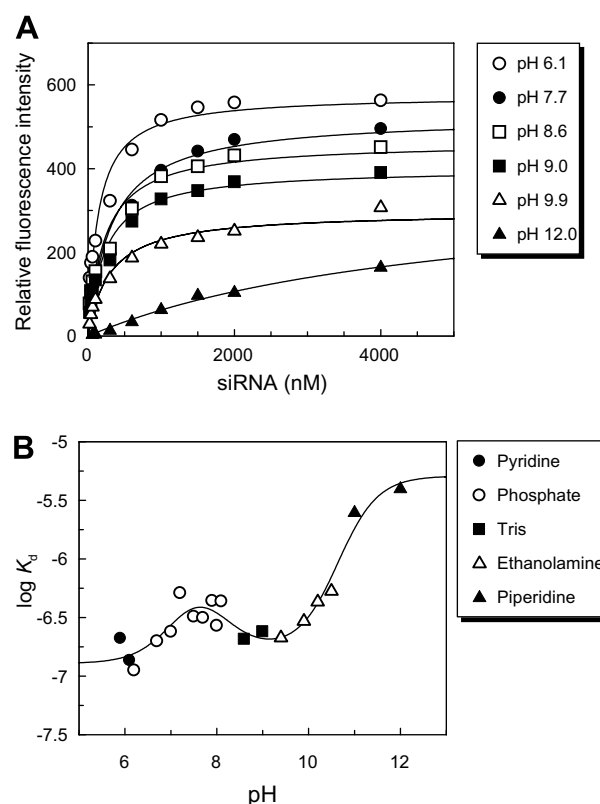 A
Relative fluorescence intensity
600
400
200
0
0
2000
4000
siRNA (nM)
pH 6.1
pH 7.7
pH 8.6
pH 9.0
pH 9.9
pH 12.0
B
log Kd
-5
-5.5
-6
-6.5
-7
-7.5
6
8
10
12
pH
Pyridine
Phosphate
Tris
Ethanolamine
Piperidine